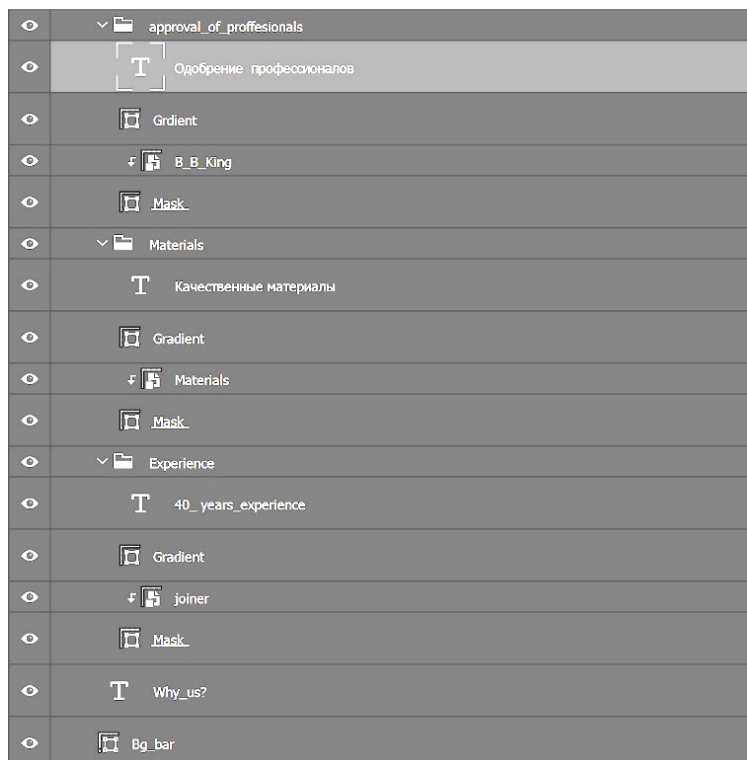 approval_of_proffesionals
Одобрение профессионалов
Grdient
B_B_King
Mask
Materials
Качественные материалы
Gradient
Materials
Mask
Experience
40_ years_experience
Gradient
joiner
Mask
Why_us?
Bg_bar